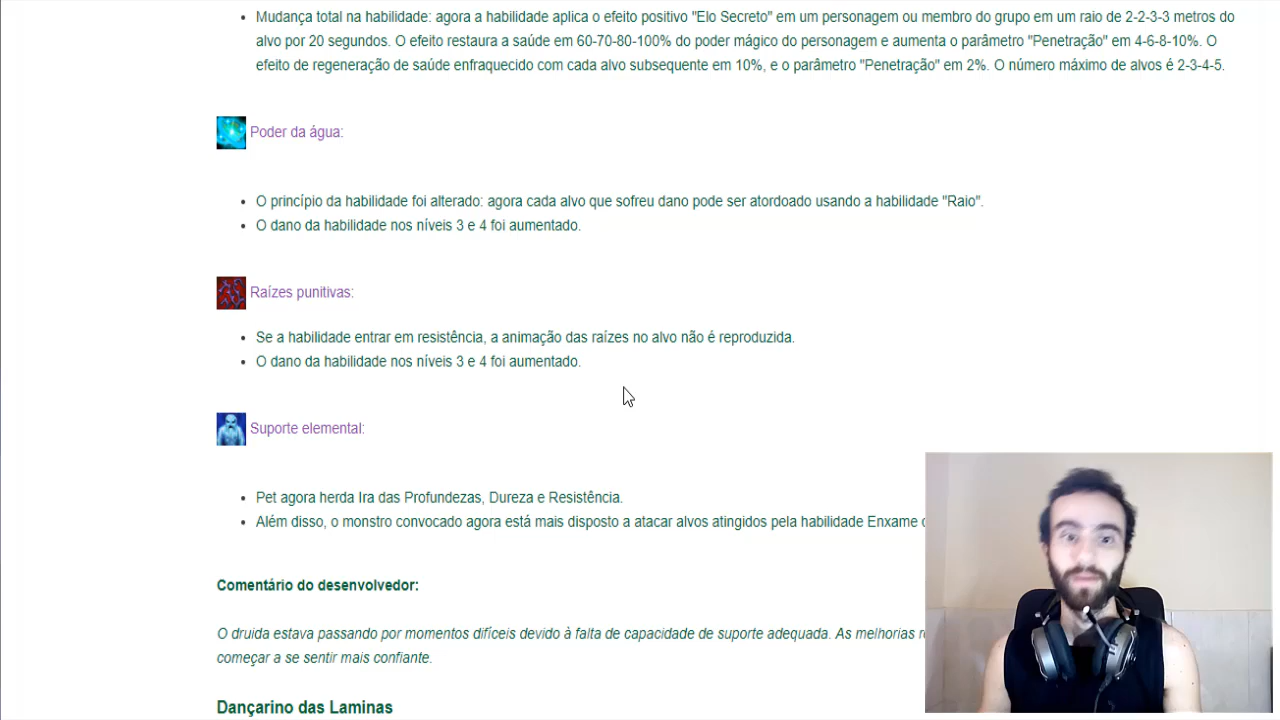 Mudança total na habilidade: agora a habilidade aplica o efeito positivo "Elo Secreto" em um personagem ou membro do grupo em um raio de 2-2-3-3 metros do
alvo por 20 segundos. O efeito restaura a saúde em 60-70-80-100% do poder mágico do personagem e aumenta o parâmetro "Penetração" em 4-6-8-10%. O
efeito de regeneração de saúde enfraquecido com cada alvo subsequente em 10%, e o parâmetro "Penetração" em 2%. O número máximo de alvos é 2-3-4-5.
Poder da água:
O princípio da habilidade foi alterado: agora cada alvo que sofreu dano pode ser atordoado usando a habilidade "Raio".
O dano da habilidade nos níveis 3 e 4 foi aumentado.
Raízes punitivas:
Se a habilidade entrar em resistência, a animação das raízes no alvo não é reproduzida.
O dano da habilidade nos níveis 3 e 4 foi aumentado.
Suporte elemental:
Pet agora herda Ira das Profundezas, Dureza e Resistência.
Além disso, o monstro convocado agora está mais disposto a atacar alvos atingidos pela habilidade Enxame
Comentário do desenvolvedor:
O druida estava passando por momentos difíceis devido à falta de capacidade de suporte adequada. As melhorias
começar a se sentir mais confiante.
Dançarino das Laminas